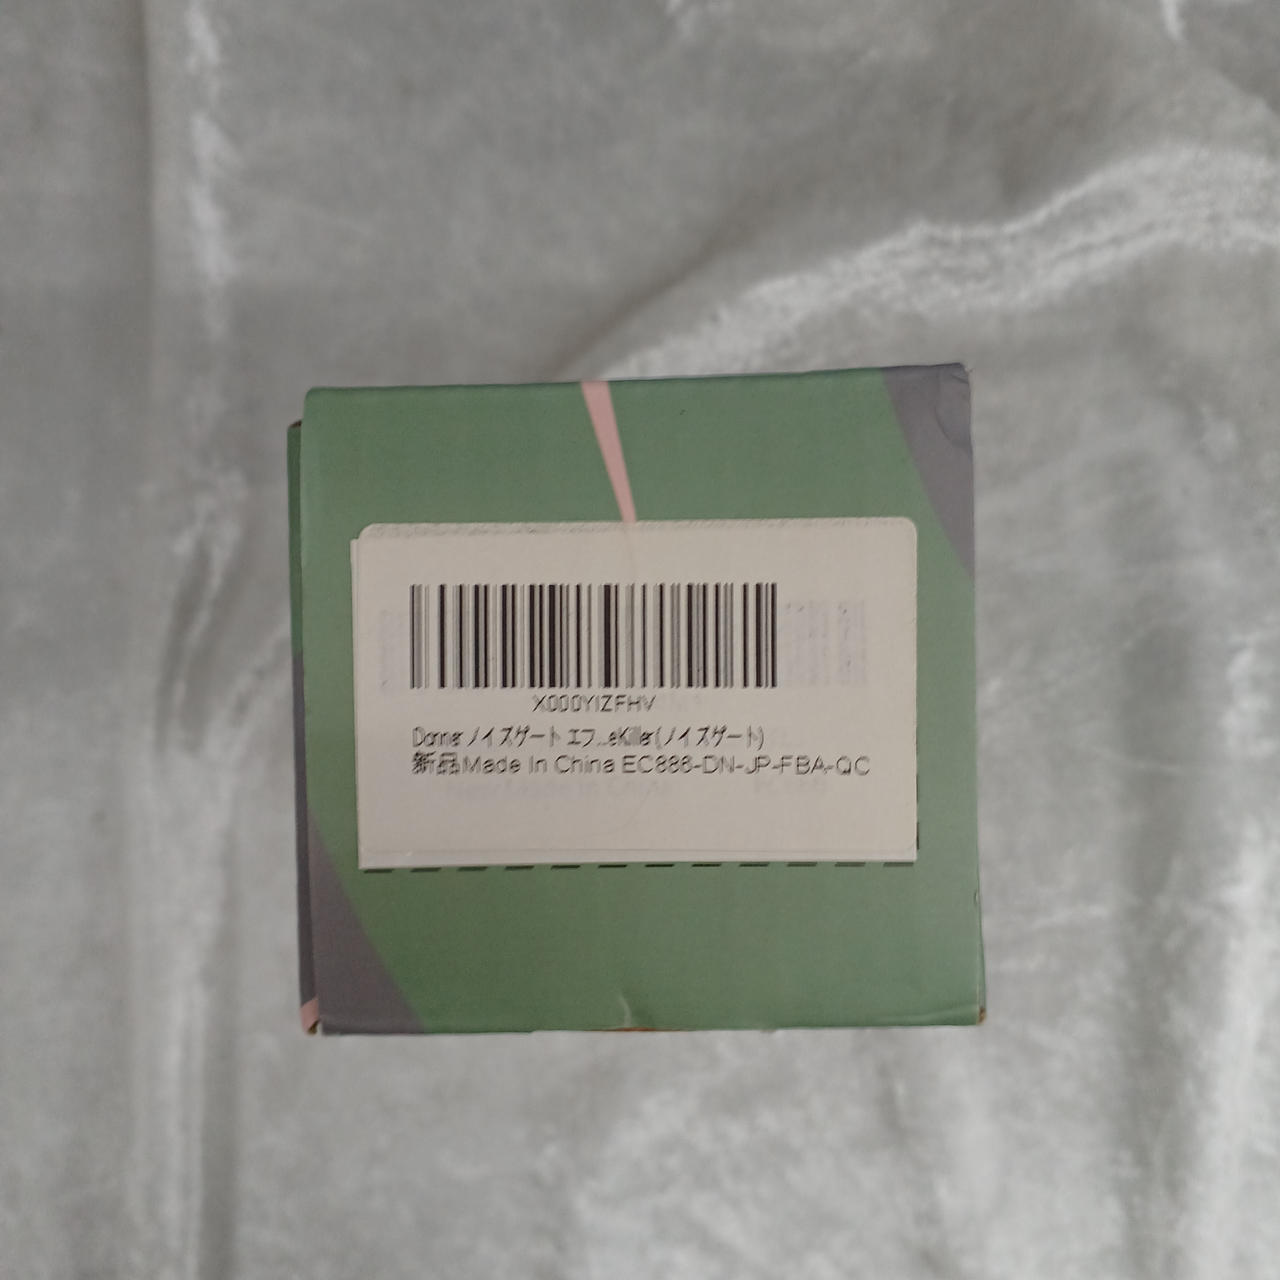 X000YIZFHV
Donner ノイズゲート エフ...eKiller(ノイズゲート)
新品Made In China EC886-DN-JP-FBA-QC